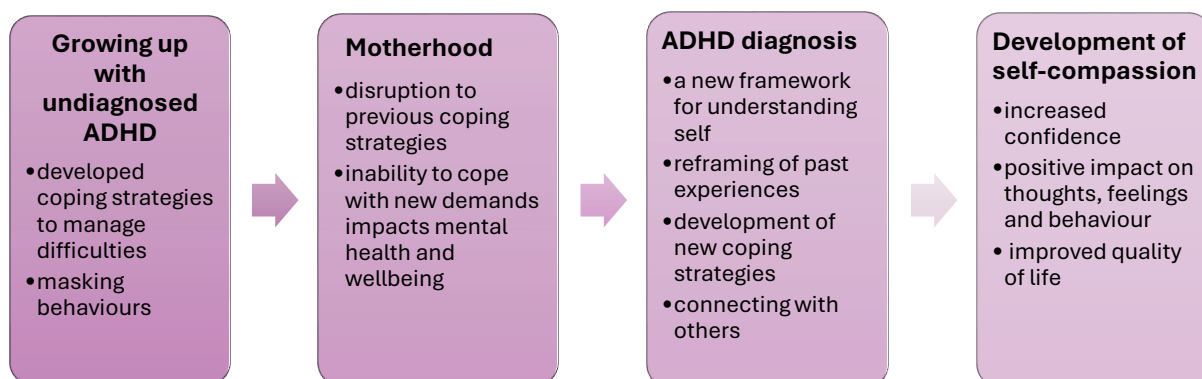 Growing up
with
undiagnosed
ADHD
•developed
coping strategies
to manage
difficulties
•masking
behaviours
Motherhood
•disruption to
previous coping
strategies
•inability to cope
with new demands
impacts mental
health and
wellbeing
ADHD diagnosis
•a new framework
for understanding
self
•reframing of past
experiences
•development of
new coping
strategies
•connecting with
others
Development of
self-compassion
•increased
confidence
•positive impact on
thoughts, feelings
and behaviour
• improved quality
of life